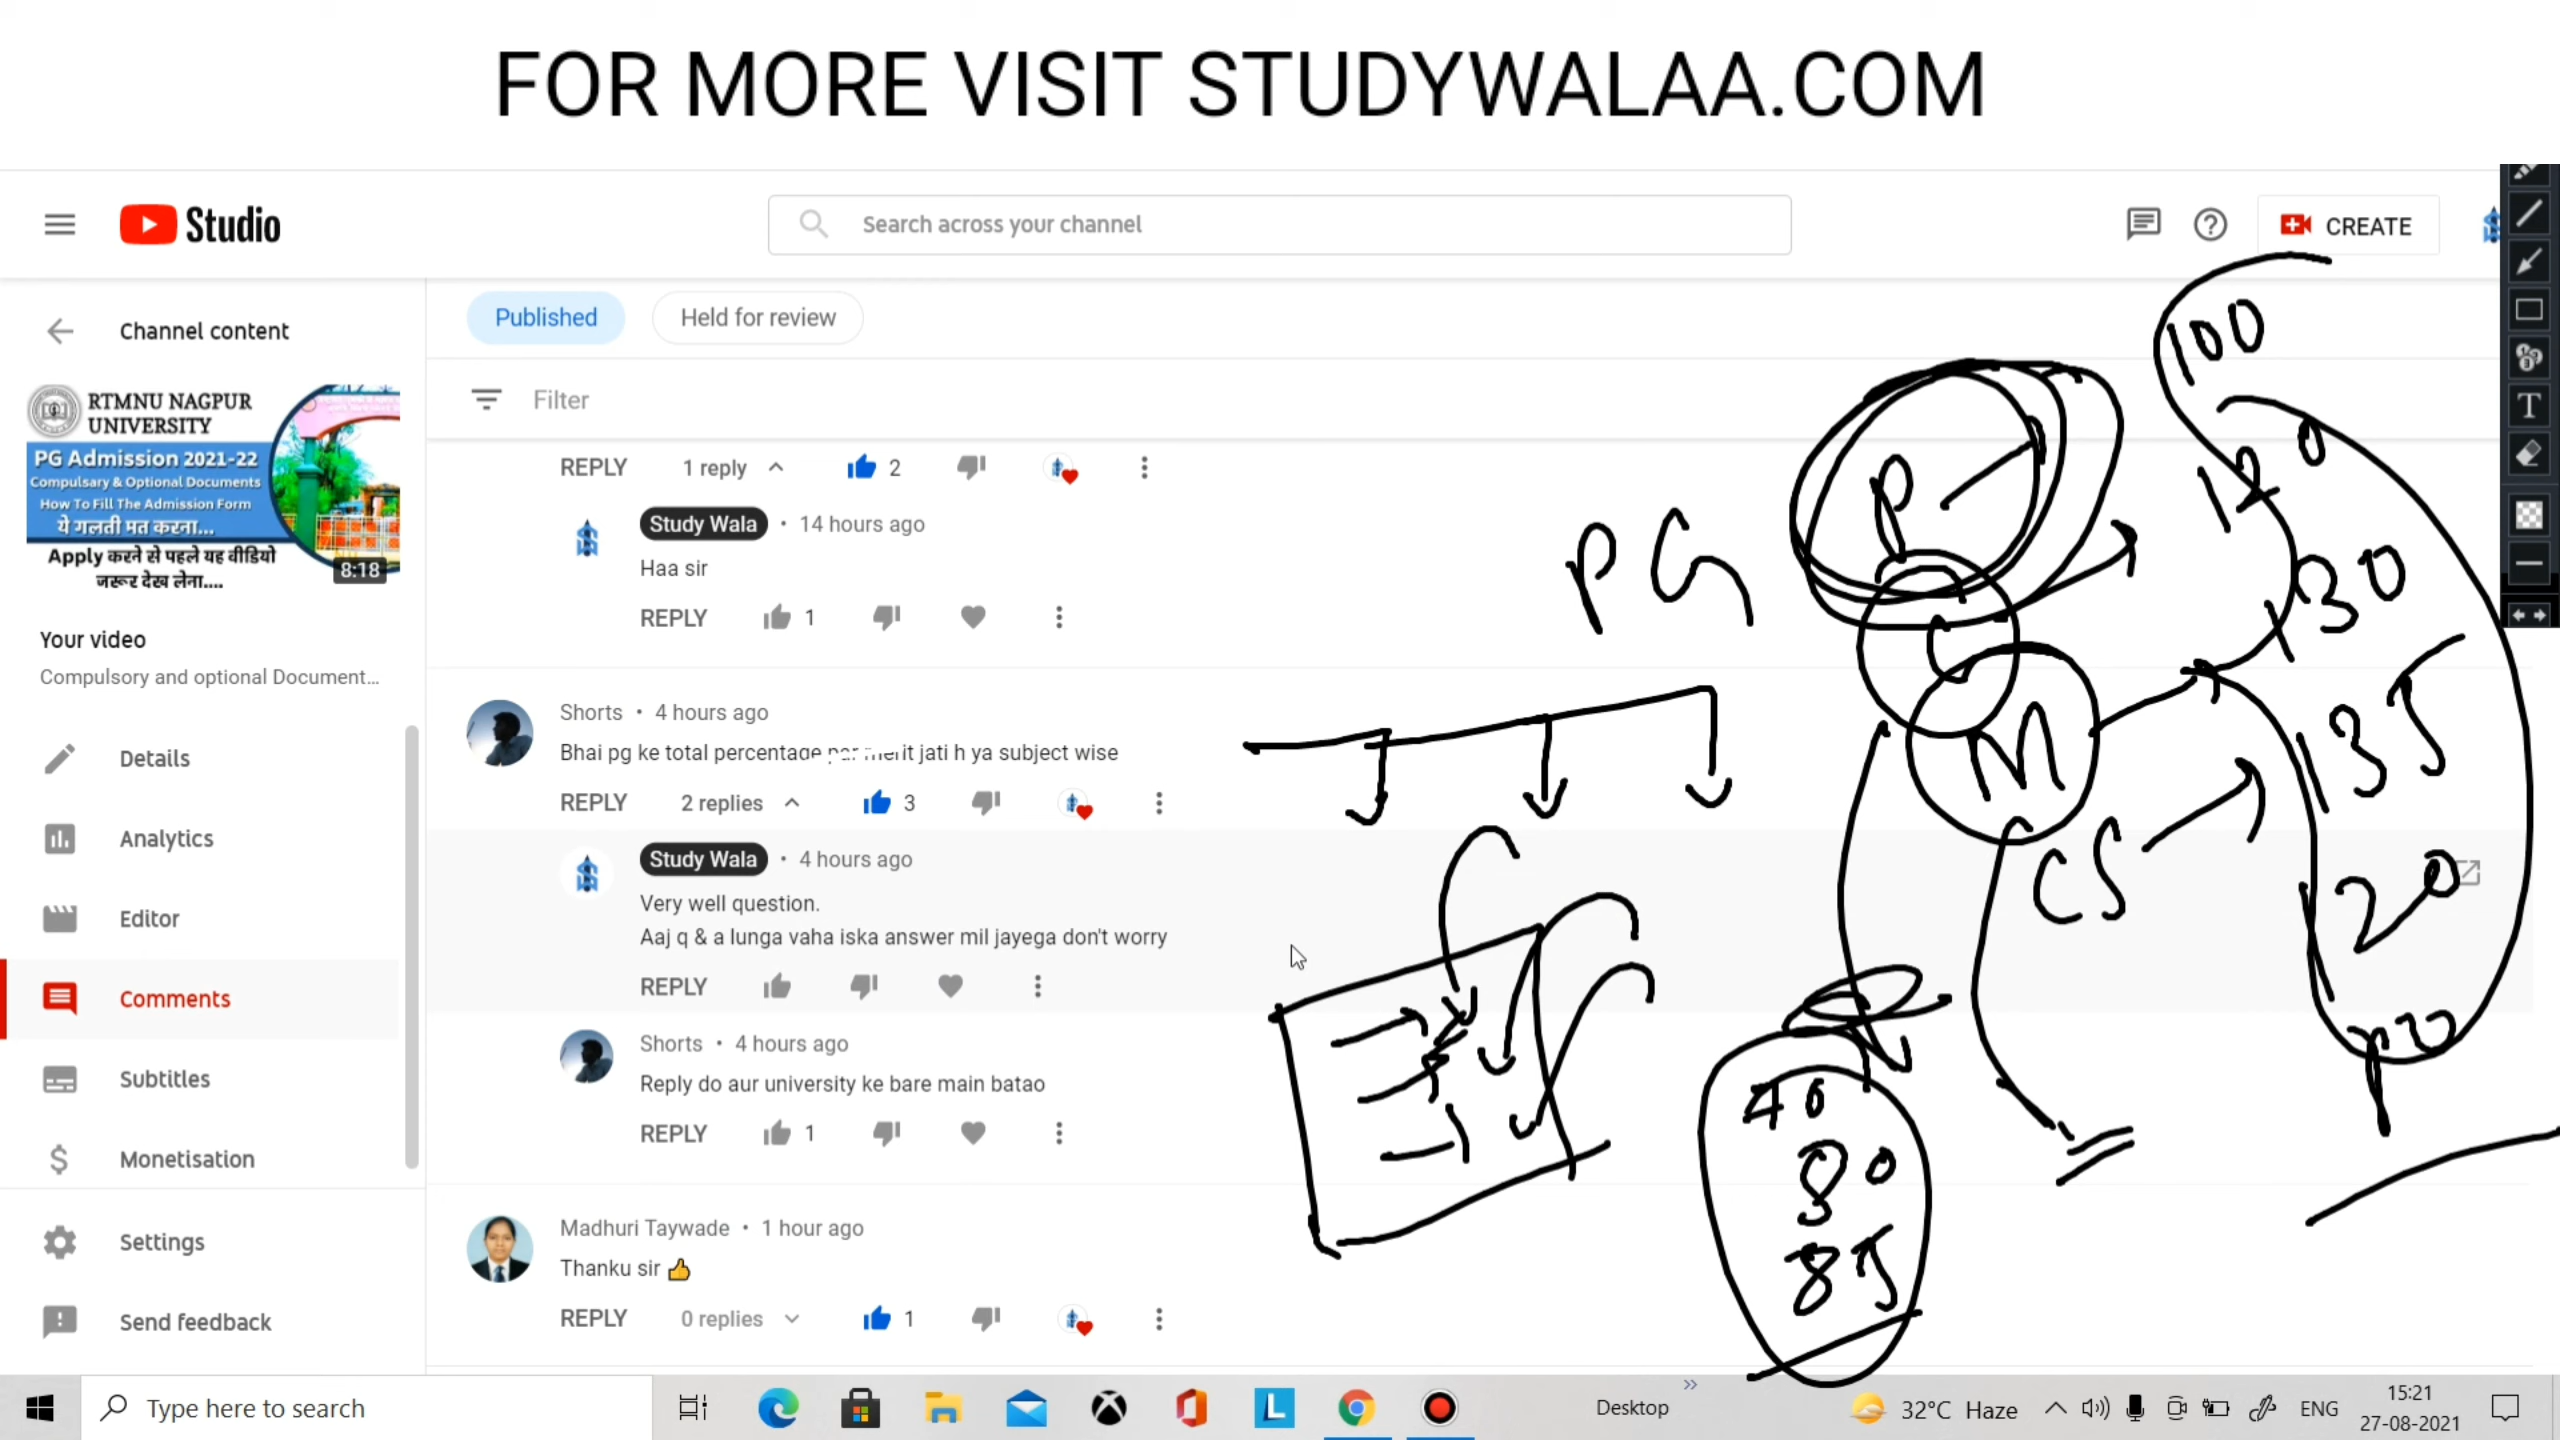 FOR MORE VISIT STUDYWALAA.COM
Studio
Search across your channel
CREATE
Channel content
RTMNU NAGPUR
UNIVERSITY
PG Admission 2021-22
Compulsary & Optional Documents
How To Fill The Admission Form
ये गलती मत करना...
Apply करने से पहले यह वीडियो
जरूर देख लेना....
8:18
Your video
Compulsory and optional Document...
Details
Analytics
Editor
Comments
Subtitles
Monetisation
Settings
Send feedback
Published
Held for review
Filter
REPLY 1 reply 2
Study Wala • 14 hours ago
Haa sir
REPLY 1
Shorts • 4 hours ago
Bhai pg ke total percentage par merit jati h ya subject wise
REPLY 2 replies 3
Study Wala • 4 hours ago
Very well question.
Aaj q & a lunga vaha iska answer mil jayega don't worry
REPLY
Shorts • 4 hours ago
Reply do aur university ke bare main batao
REPLY 1
Madhuri Taywade • 1 hour ago
Thanku sir 👍
REPLY 0 replies 1
PG
P
C
M
CS
100
120
130
135
20
80
85
T
Type here to search
Desktop
32°C Haze
ENG
15:21
27-08-2021